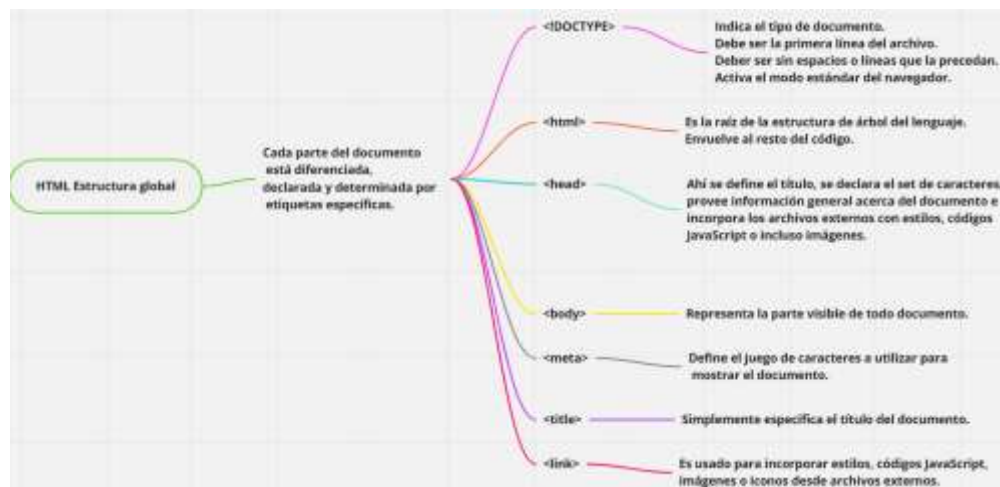 HTML Estructura global
Cada parte del documento
está diferenciada,
declarada y determinada por
etiquetas específicas.
<!DOCTYPE>
Indica el tipo de documento.
Debe ser la primera línea del archivo.
Deber ser sin espacios o líneas que la precedan.
Activa el modo estándar del navegador.
<html>
Es la raíz de la estructura de árbol del lenguaje.
Envuelve al resto del código.
<head>
Ahí se define el título, se declara el set de caracteres
provee información general acerca del documento e
incorpora los archivos externos con estilos, códigos
JavaScript o incluso imágenes.
<body>
Representa la parte visible de todo documento.
<meta>
Define el juego de caracteres a utilizar para
mostrar el documento.
<title>
Simplemente especifica el título del documento.
<link>
Es usado para incorporar estilos, códigos JavaScript,
imágenes o iconos desde archivos externos.